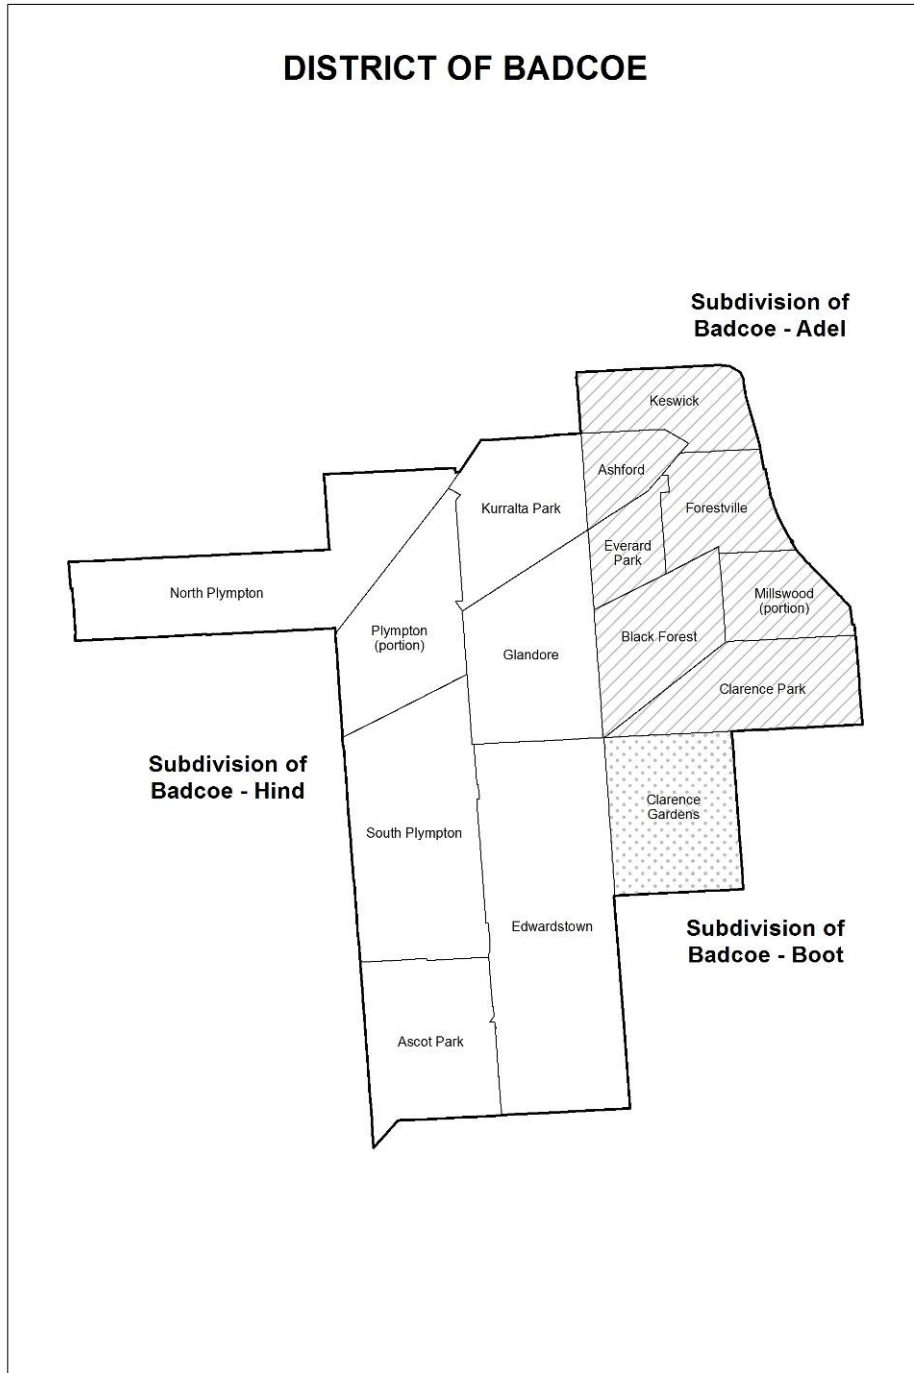 DISTRICT OF BADCOE
Subdivision of
Badcoe - Adel
Keswick
Ashford
Kurralta Park
Forestville
Everard
Park
North Plympton
Millswood
(portion)
Plympton
(portion)
Black Forest
Glandore
Clarence Park
Subdivision of
Badcoe - Hind
Clarence
Gardens
South Plympton
Edwardstown
Subdivision of
Badcoe - Boot
Ascot Park